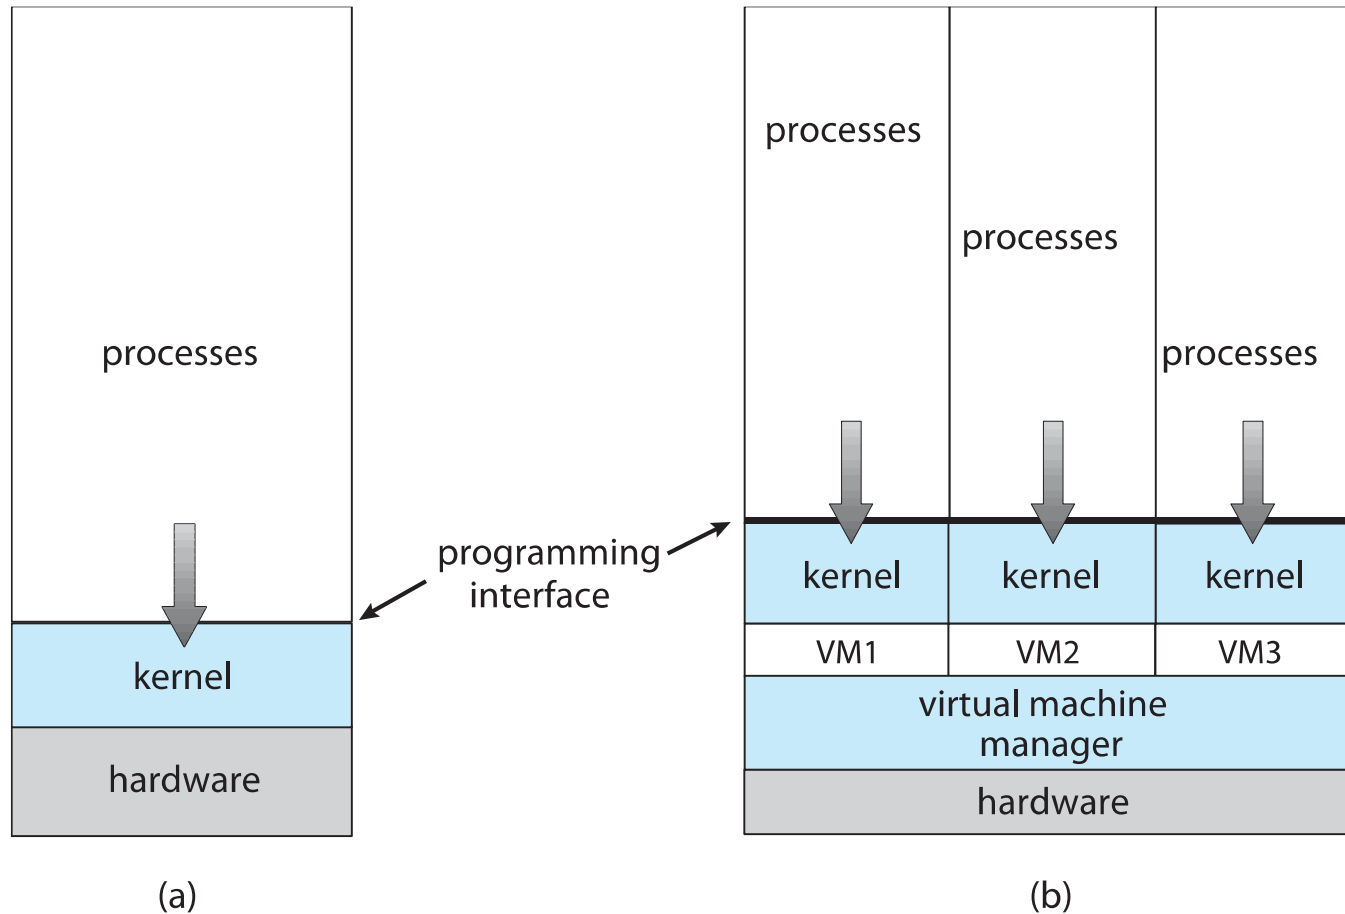 processes
kernel
hardware
(a)
programming
interface
processes
processes
processes
kernel
kernel
kernel
VM1
VM2
VM3
virtual machine
manager
hardware
(b)